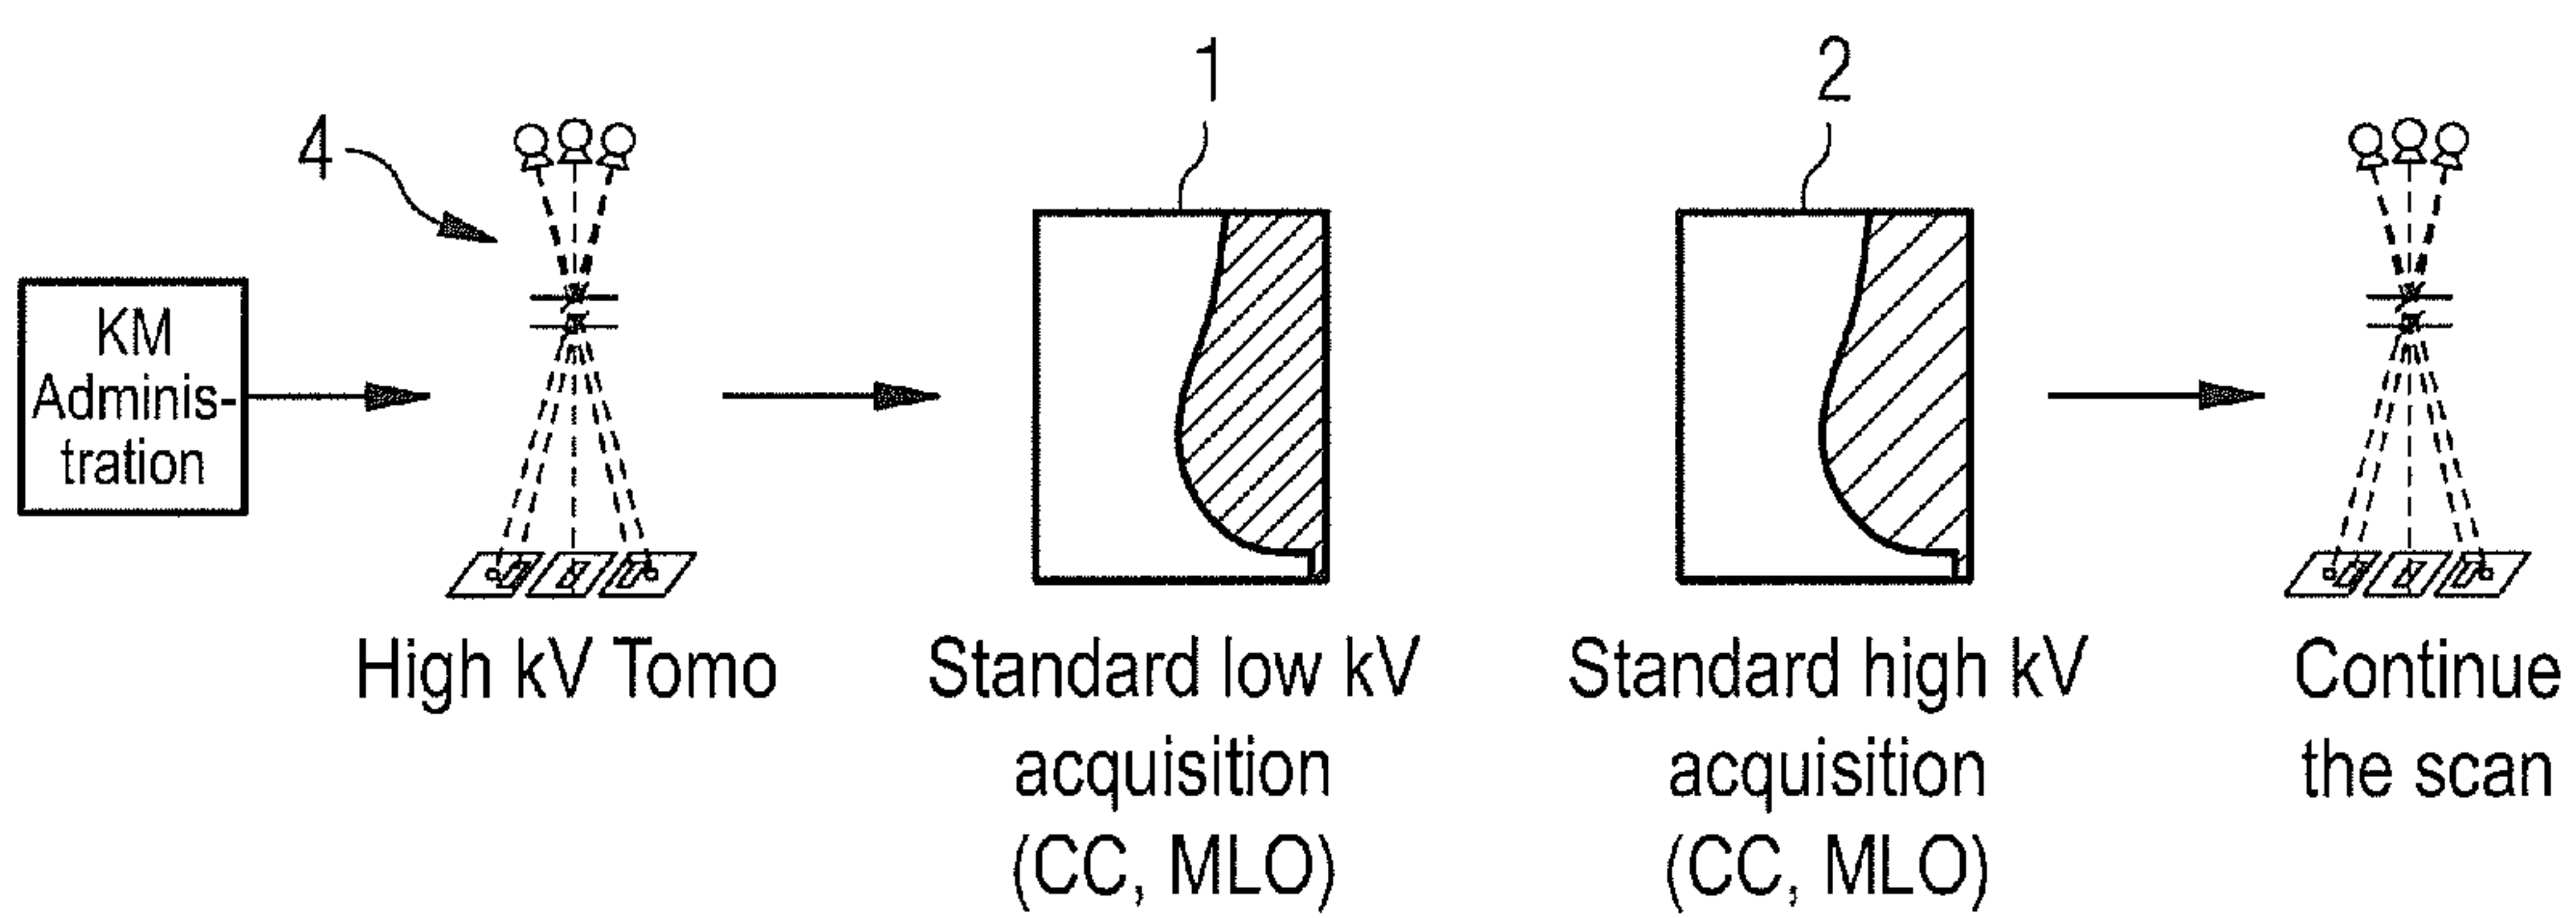 1
2
4
KM
Adminis-
tration
High kV Tomo
Standard low kV
acquisition
(CC, MLO)
Standard high kV
acquisition
(CC, MLO)
Continue
the scan